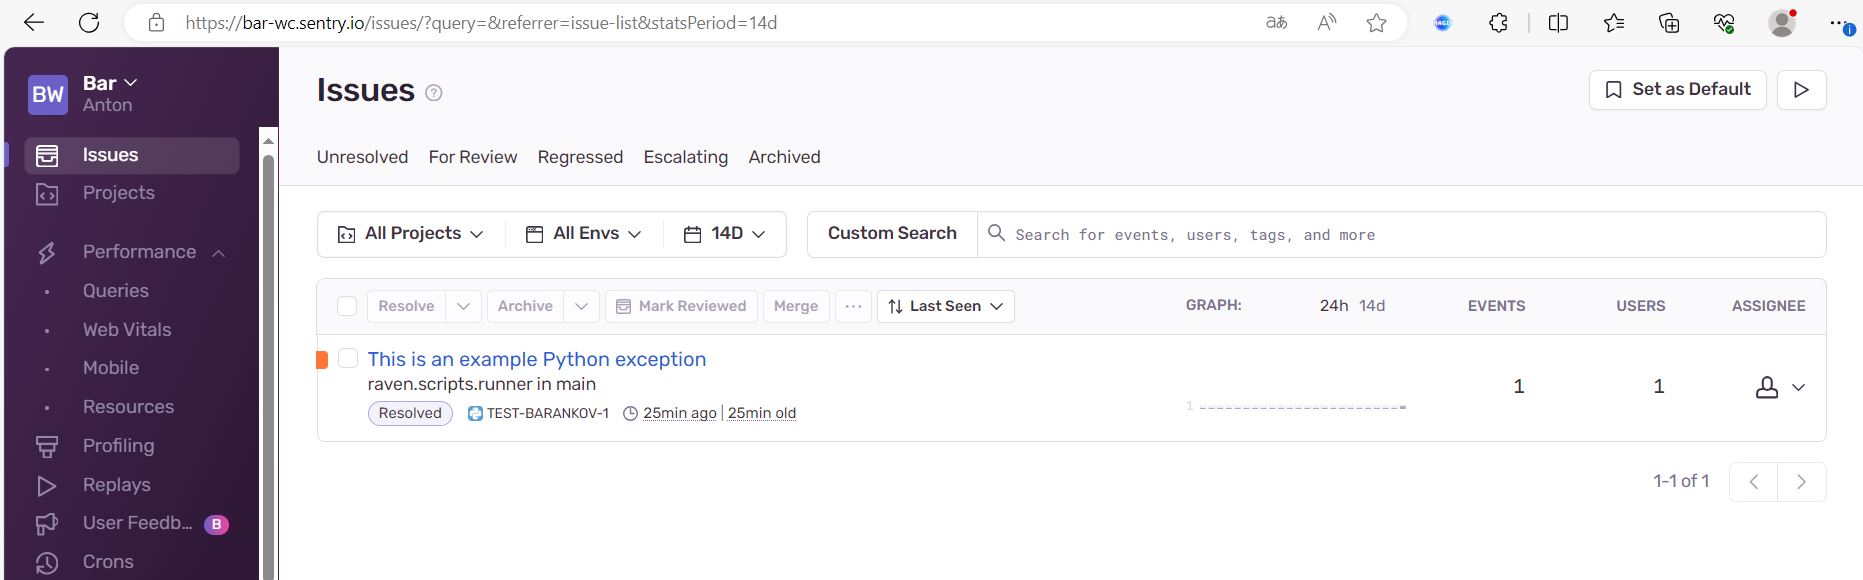 https://bar-wc.sentry.io/issues/?query=&referrer=issue-list&statsPeriod=14d
BW
Bar
Anton
Issues
Projects
Performance
Queries
Web Vitals
Mobile
Resources
Profiling
Replays
User Feedb... B
Crons
Issues ?
Set as Default
Unresolved For Review Regressed Escalating Archived
All Projects All Envs 14D Custom Search Search for events, users, tags, and more
Resolve Archive Mark Reviewed Merge ... Last Seen GRAPH: 24h 14d EVENTS USERS ASSIGNEE
This is an example Python exception
raven.scripts.runner in main
Resolved TEST-BARANKOV-1 25min ago | 25min old
1
1 1
1-1 of 1